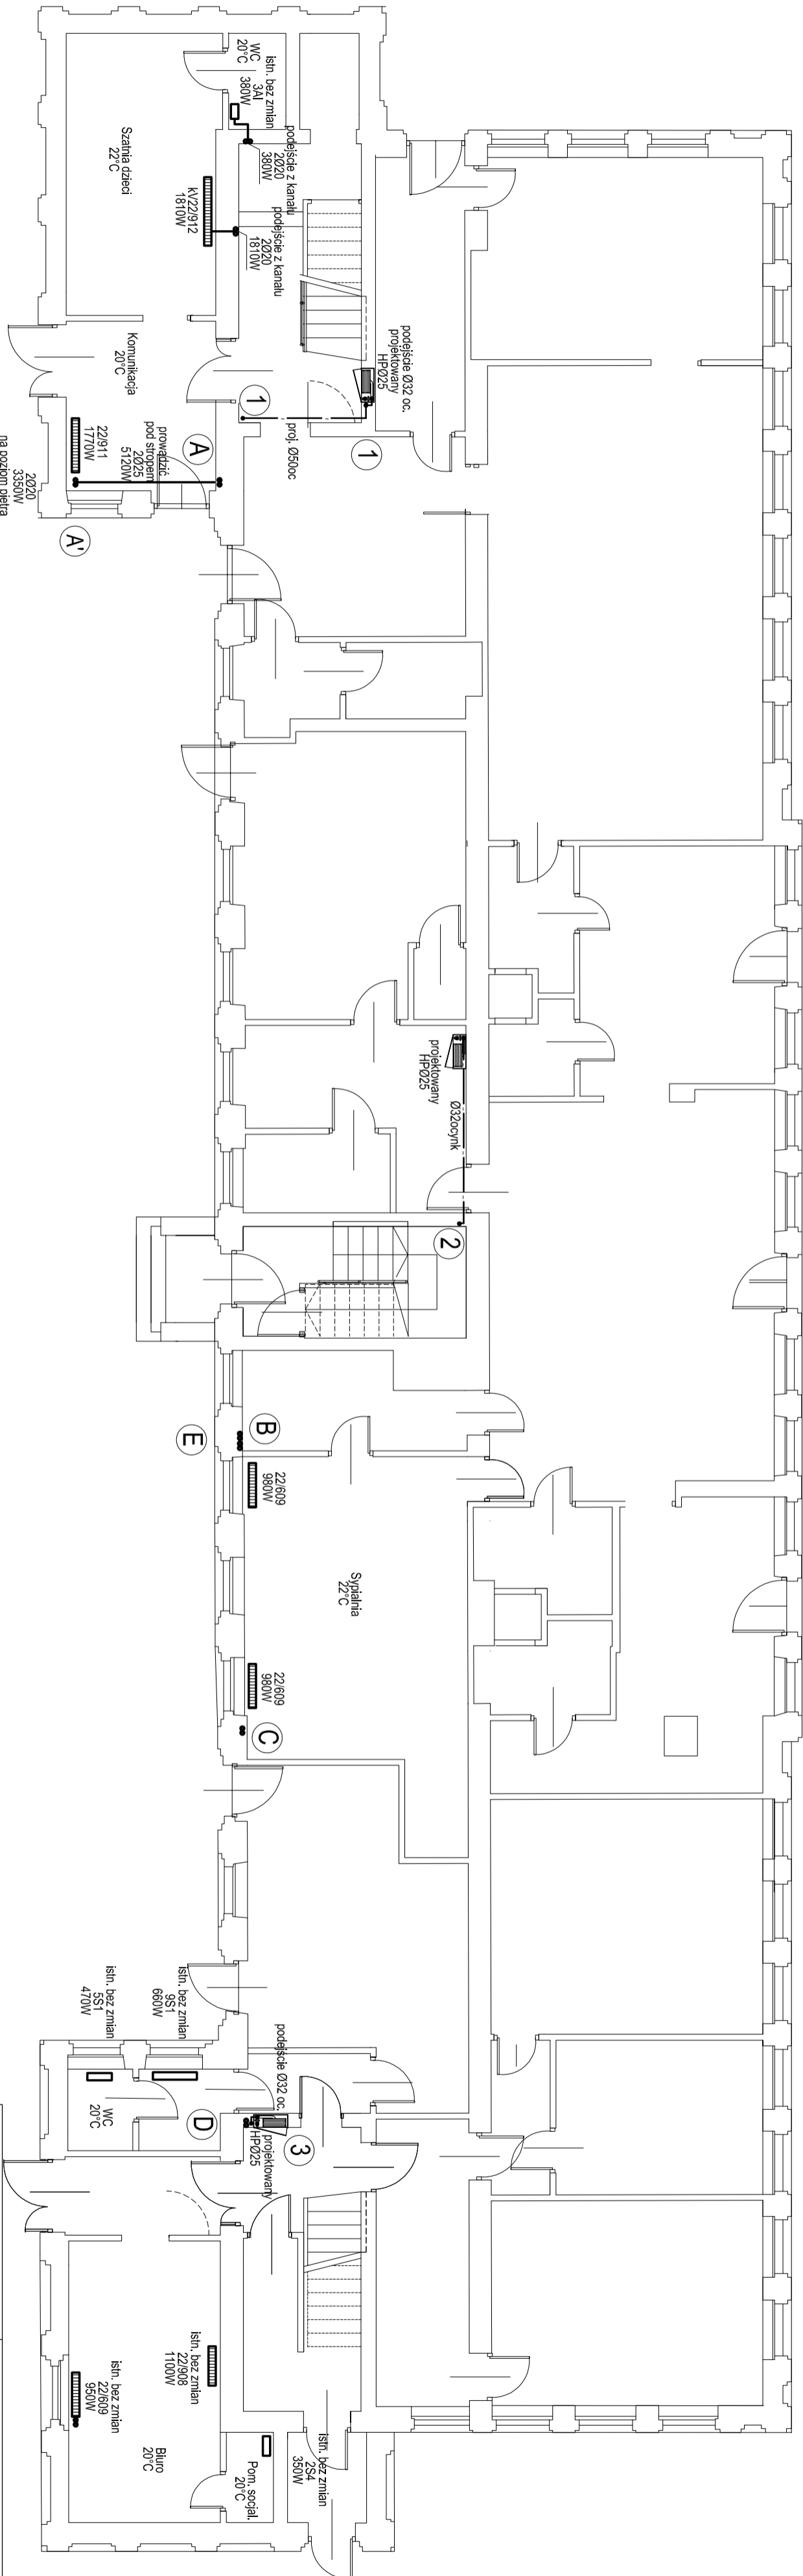 WC
20°C
istn. bez zmian
3Al
380W
podejście z kanału
2Ø20
380W
Szatnia dzieci
22°C
kV22/912
1810W
podejście z kanału
2Ø20
1810W
podejście Ø32 oc.
projektowany
HPØ25
Komunikacja
20°C
1
proj. Ø50oc
1
22/911
1770W
prowadzić
pod stropem
2Ø25
5120W
A
2Ø20
3350W
na poziom piętra
A'
projektowany
HPØ25
Ø32ocynk
2
B
E
22/609
980W
Sypialnia
22°C
22/609
980W
C
istn. bez zmian
5S1
470W
istn. bez zmian
9S1
660W
WC
20°C
D
podejście Ø32 oc.
projektowany
HPØ25
3
istn. bez zmian
22/908
1100W
istn. bez zmian
22/609
950W
Biuro
20°C
Pom. socjal.
20°C
istn. bez zmian
2S4
350W